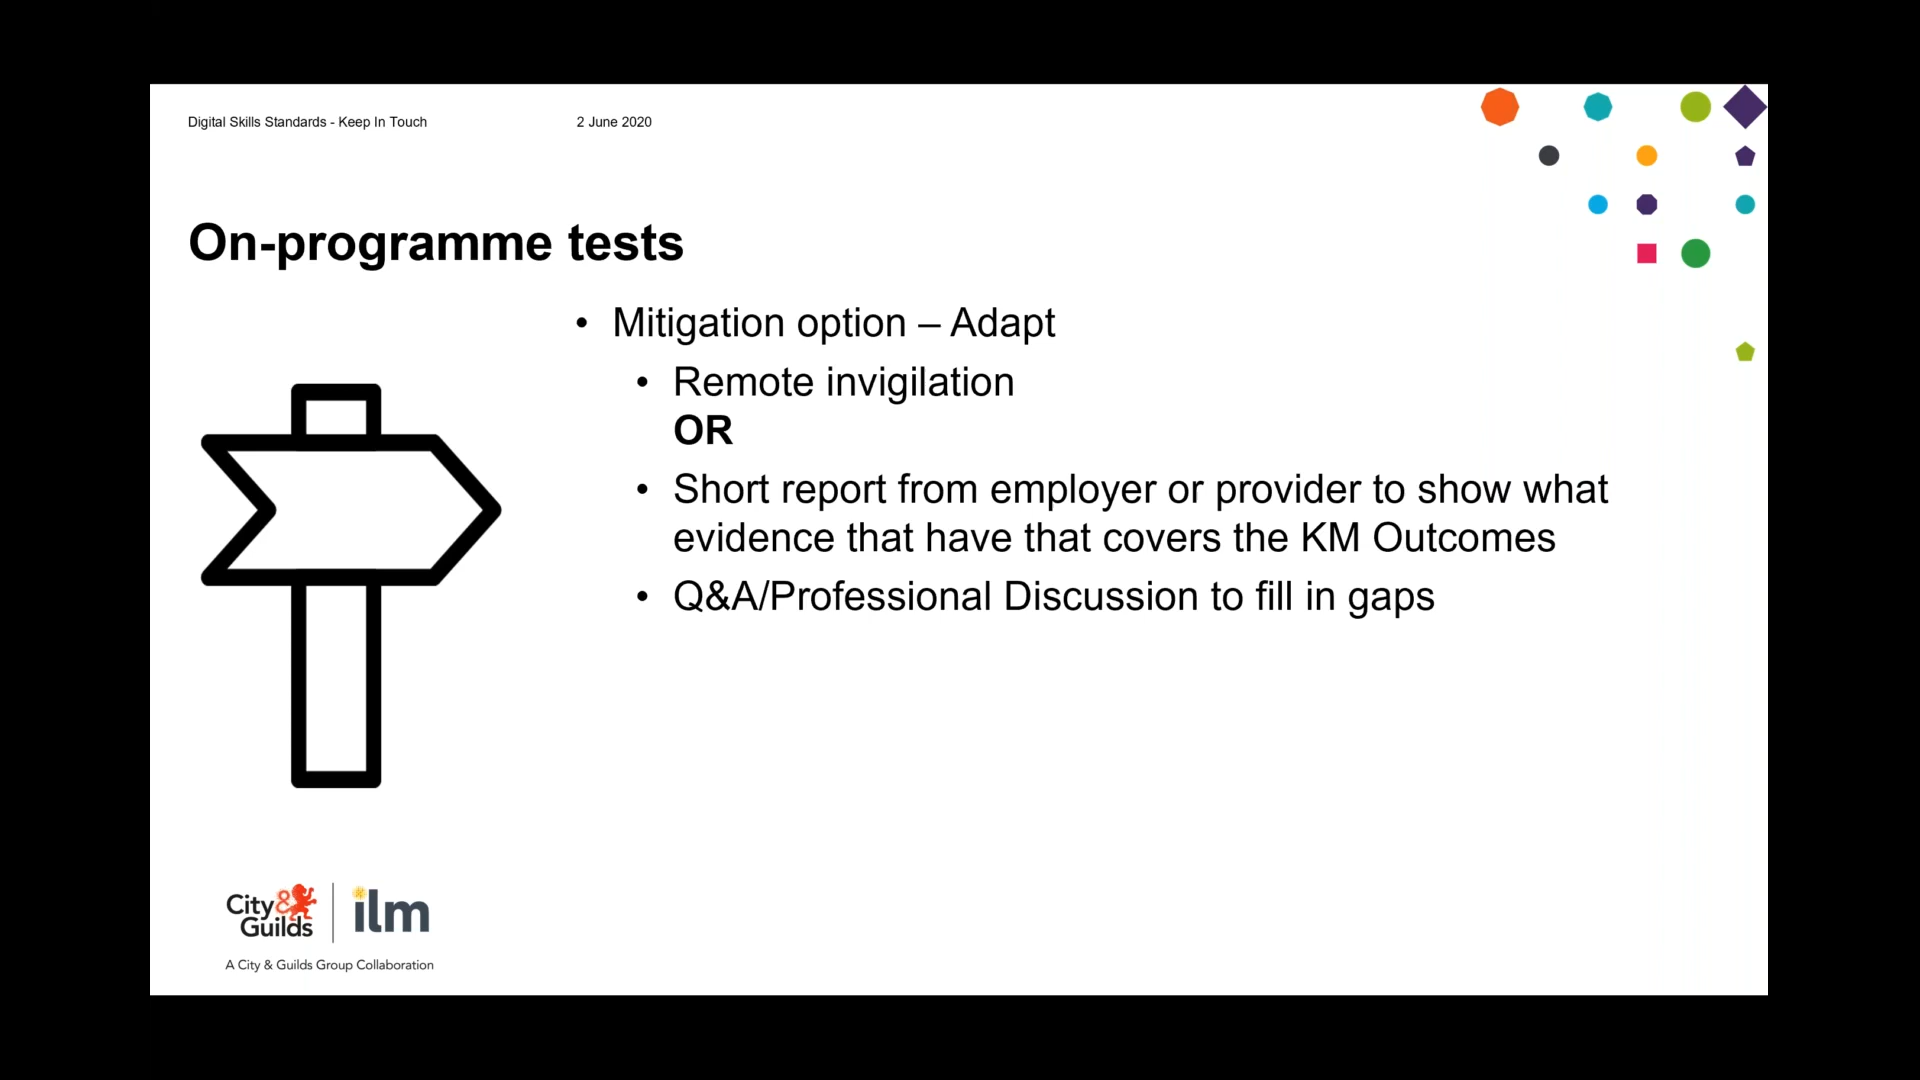 Digital Skills Standards - Keep In Touch 2 June 2020
On-programme tests
• Mitigation option – Adapt
• Remote invigilation
OR
• Short report from employer or provider to show what
evidence that have that covers the KM Outcomes
• Q&A/Professional Discussion to fill in gaps
City &
Guilds
ilm
A City & Guilds Group Collaboration